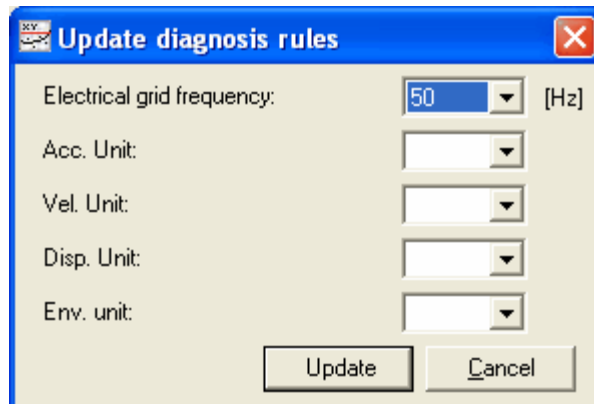 Update diagnosis rules
Electrical grid frequency: 50 [Hz]
Acc. Unit:
Vel. Unit:
Disp. Unit:
Env. unit:
Update Cancel